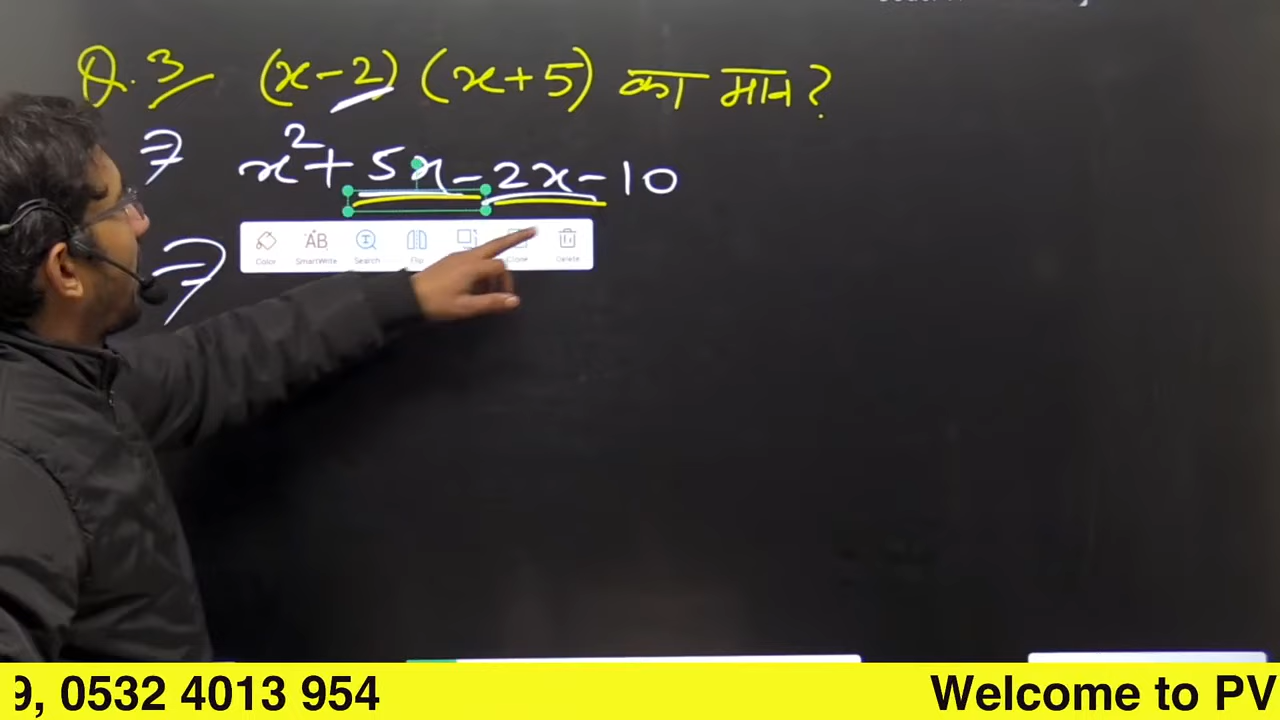 Q.3 (x-2) (x+5) का मान?
⇒ x²+5x-2x-10
⇒
Color SmartWrite Search Flip Clone Delete
9, 0532 4013 954 Welcome to PV